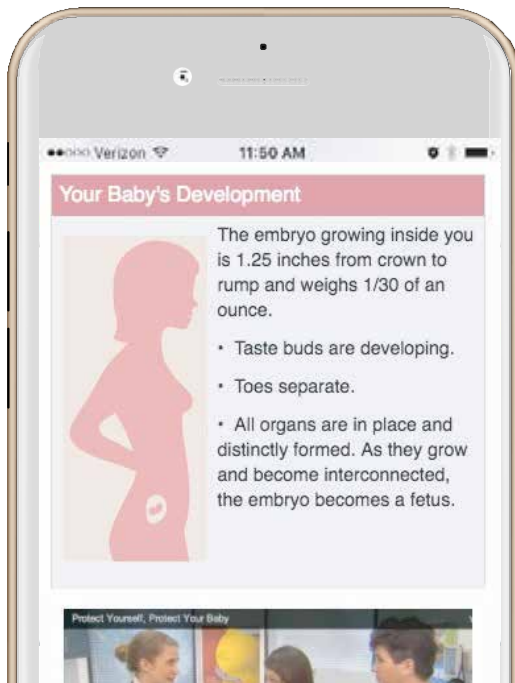 Verizon 11:50 AM
Your Baby's Development
The embryo growing inside you
is 1.25 inches from crown to
rump and weighs 1/30 of an
ounce.
• Taste buds are developing.
• Toes separate.
• All organs are in place and
distinctly formed. As they grow
and become interconnected,
the embryo becomes a fetus.
Protect Yourself, Protect Your Baby